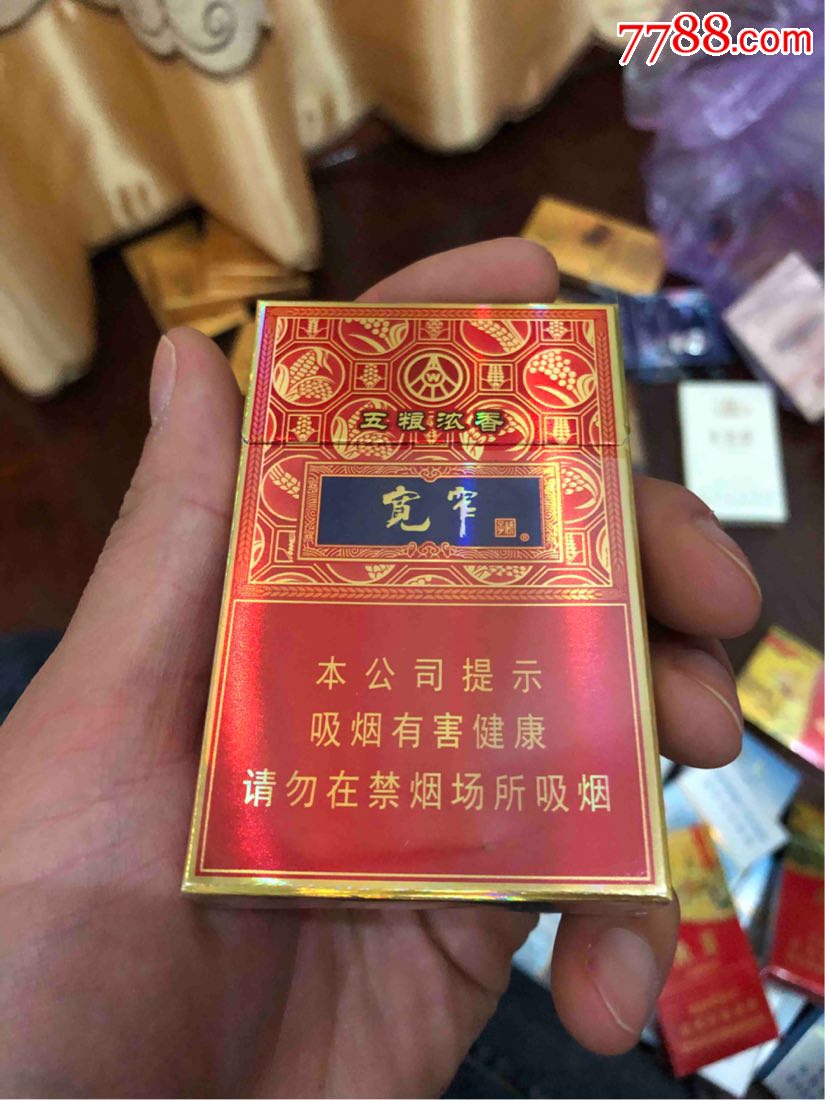 7788.com
五粮浓香
宽窄
®
本公司提示
吸烟有害健康
请勿在禁烟场所吸烟